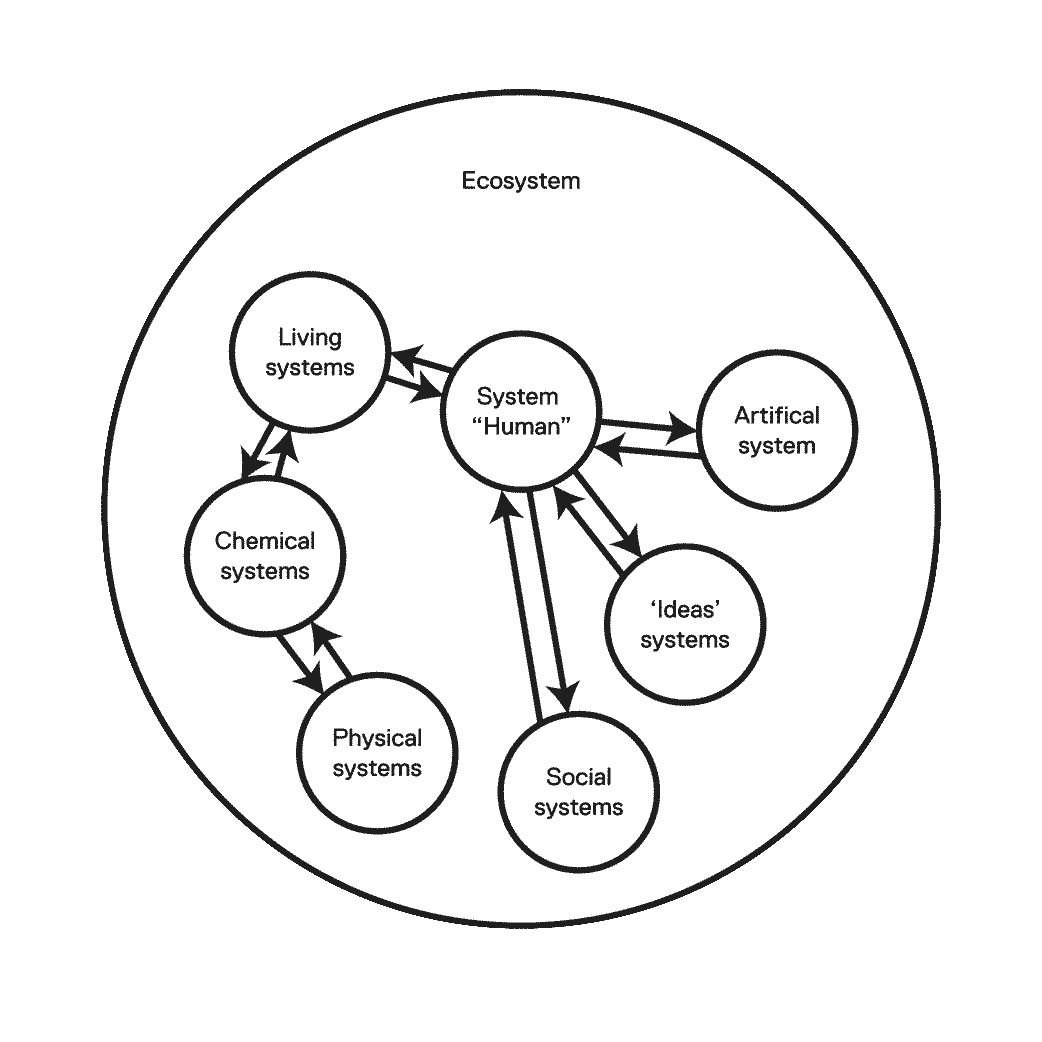 Ecosystem
Living
systems
System
“Human”
Artifical
system
Chemical
systems
‘Ideas’
systems
Physical
systems
Social
systems